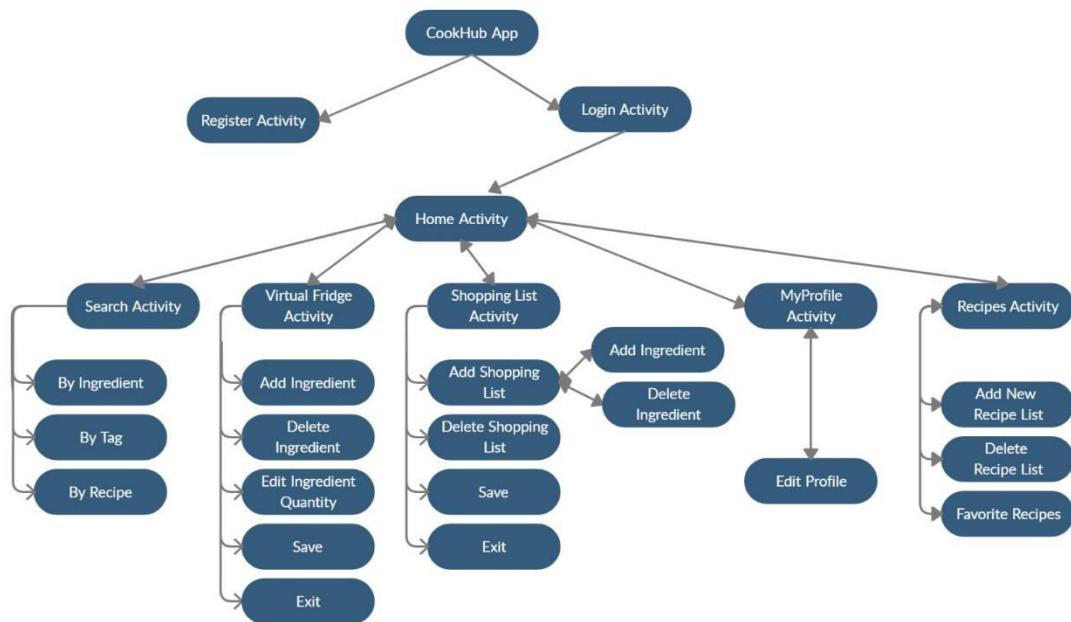 CookHub App
Register Activity
Login Activity
Home Activity
Search Activity
By Ingredient
By Tag
By Recipe
Virtual Fridge
Activity
Add Ingredient
Delete
Ingredient
Edit Ingredient
Quantity
Save
Exit
Shopping List
Activity
Add Shopping
List
Add Ingredient
Delete
Ingredient
Delete Shopping
List
Save
Exit
MyProfile
Activity
Edit Profile
Recipes Activity
Add New
Recipe List
Delete
Recipe List
Favorite Recipes